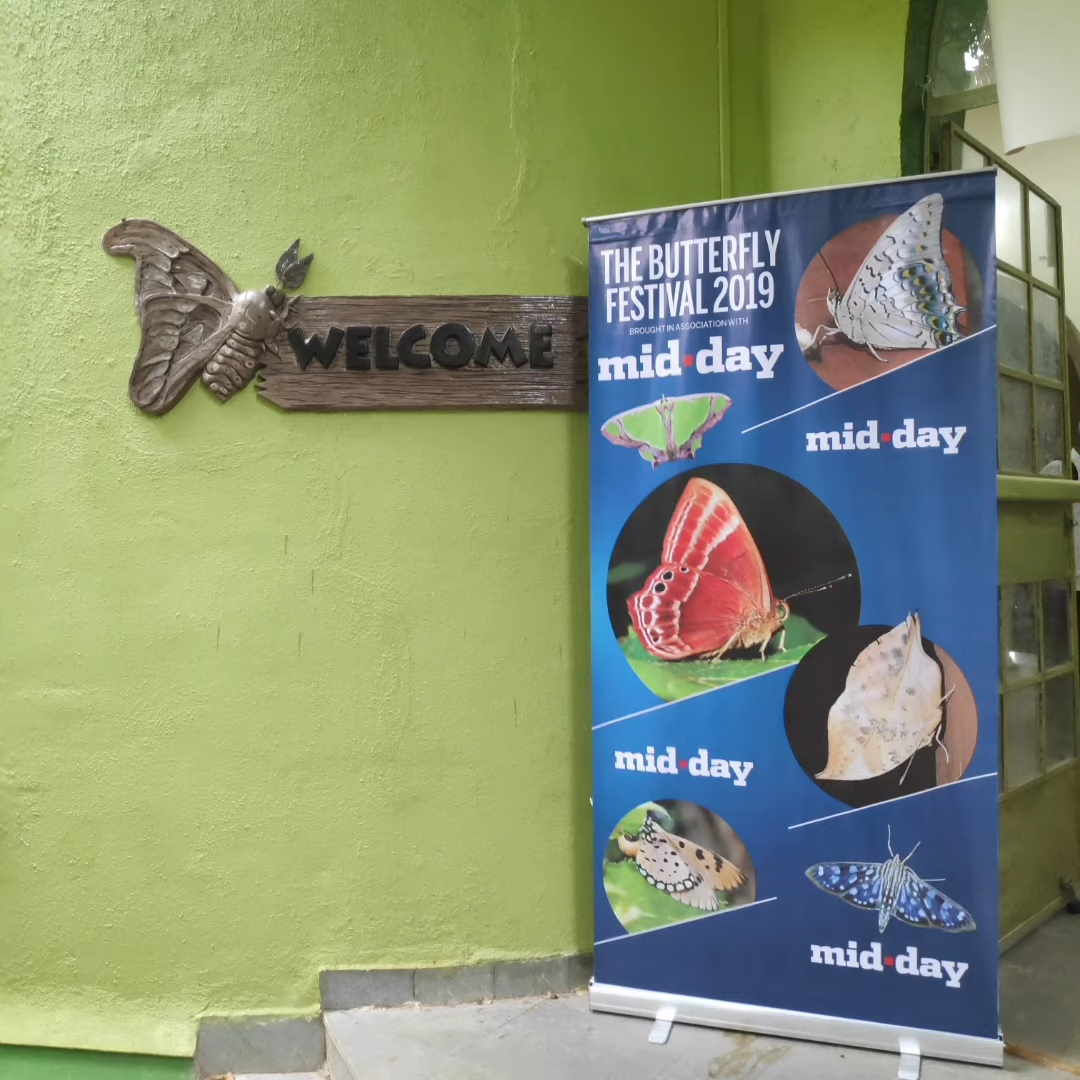 WELCOME
THE BUTTERFLY
FESTIVAL 2019
BROUGHT IN ASSOCIATION WITH
mid·day
mid·day
mid·day
mid·day